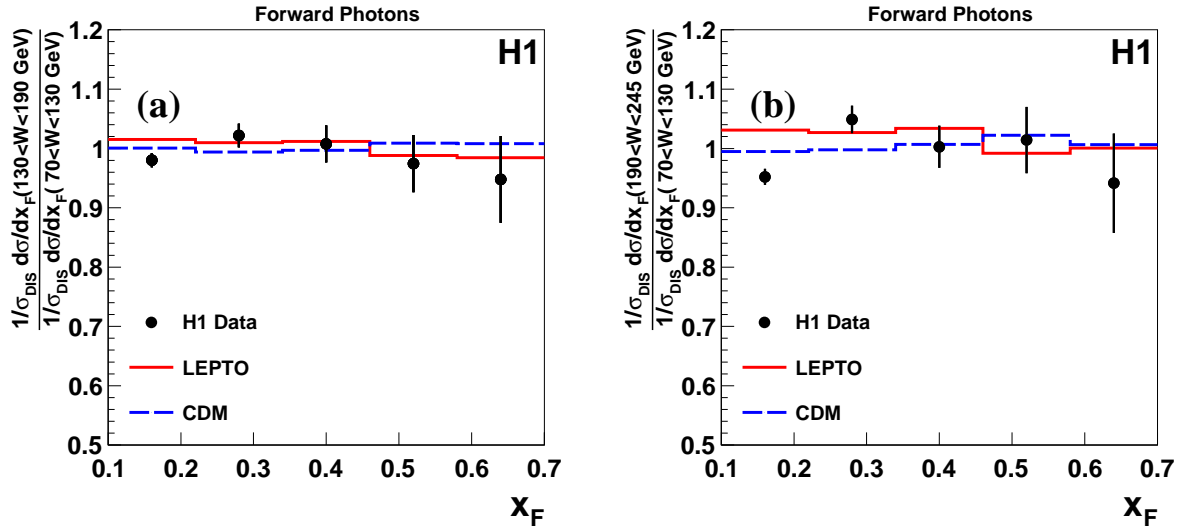 Forward Photons
H1
(a)
1/σDIS dσ/dxF(130<W<190 GeV)
1/σDIS dσ/dxF( 70<W<130 GeV)
1.2
1.1
1
0.9
0.8
0.7
0.6
0.5
H1 Data
LEPTO
CDM
0.1 0.2 0.3 0.4 0.5 0.6 0.7
xF
Forward Photons
H1
(b)
1/σDIS dσ/dxF(190<W<245 GeV)
1/σDIS dσ/dxF( 70<W<130 GeV)
1.2
1.1
1
0.9
0.8
0.7
0.6
0.5
H1 Data
LEPTO
CDM
0.1 0.2 0.3 0.4 0.5 0.6 0.7
xF